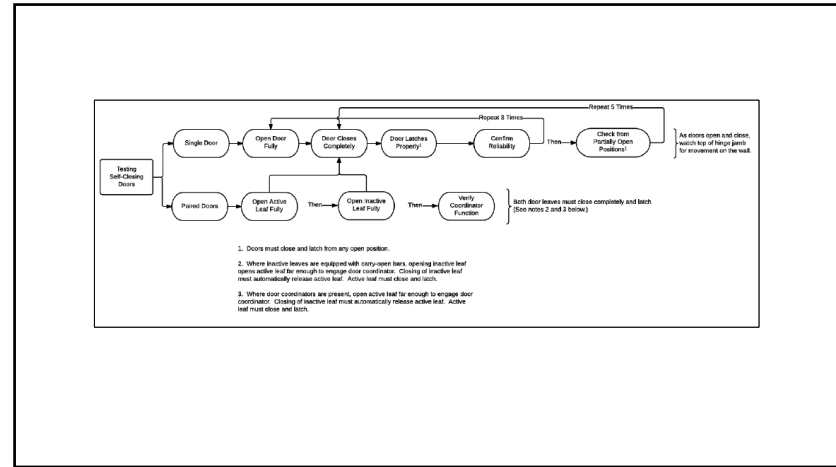 Repeat 5 Times
Repeat 3 Times
Testing
Self-Closing
Doors
Single Door
Open Door
Fully
Door Closes
Completely
Door Latches
Properly¹
Confirm
Reliability
Then
Check from
Partially Open
Positions¹
As doors open and close,
watch top of hinge jamb
for movement on the wall.
Paired Doors
Open Active
Leaf Fully
Then
Open Inactive
Leaf Fully
Then
Verify
Coordinator
Function
Both door leaves must close completely and latch.
(See notes 2 and 3 below.)
1. Doors must close and latch from any open position.
2. Where inactive leaves are equipped with carry-open bars, opening inactive leaf
opens active leaf far enough to engage door coordinator. Closing of inactive leaf
must automatically release active leaf. Active leaf must close and latch.
3. Where door coordinators are present, open active leaf far enough to engage door
coordinator. Closing of inactive leaf must automatically release active leaf. Active
leaf must close and latch.